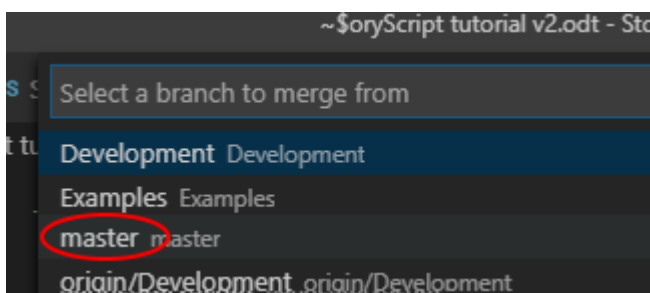 ~$oryScript tutorial v2.odt - Sto
S S
Select a branch to merge from
t tu
Development Development
Examples Examples
master master
origin/Development origin/Development